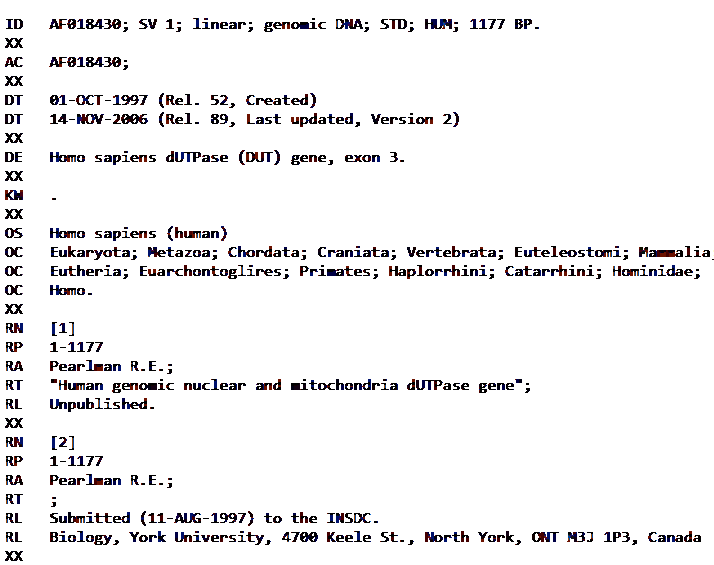 ID   AF018430; SV 1; linear; genomic DNA; STD; HUM; 1177 BP.
XX
AC   AF018430;
XX
DT   01-OCT-1997 (Rel. 52, Created)
DT   14-NOV-2006 (Rel. 89, Last updated, Version 2)
XX
DE   Homo sapiens dUTPase (DUT) gene, exon 3.
XX
KW   .
XX
OS   Homo sapiens (human)
OC   Eukaryota; Metazoa; Chordata; Craniata; Vertebrata; Euteleostomi; Mammalia
OC   Eutheria; Euarchontoglires; Primates; Haplorrhini; Catarrhini; Hominidae;
OC   Homo.
XX
RN   [1]
RP   1-1177
RA   Pearlman R.E.;
RT   "Human genomic nuclear and mitochondria dUTPase gene";
RL   Unpublished.
XX
RN   [2]
RP   1-1177
RA   Pearlman R.E.;
RT   ;
RL   Submitted (11-AUG-1997) to the INSDC.
RL   Biology, York University, 4700 Keele St., North York, ONT M3J 1P3, Canada
XX